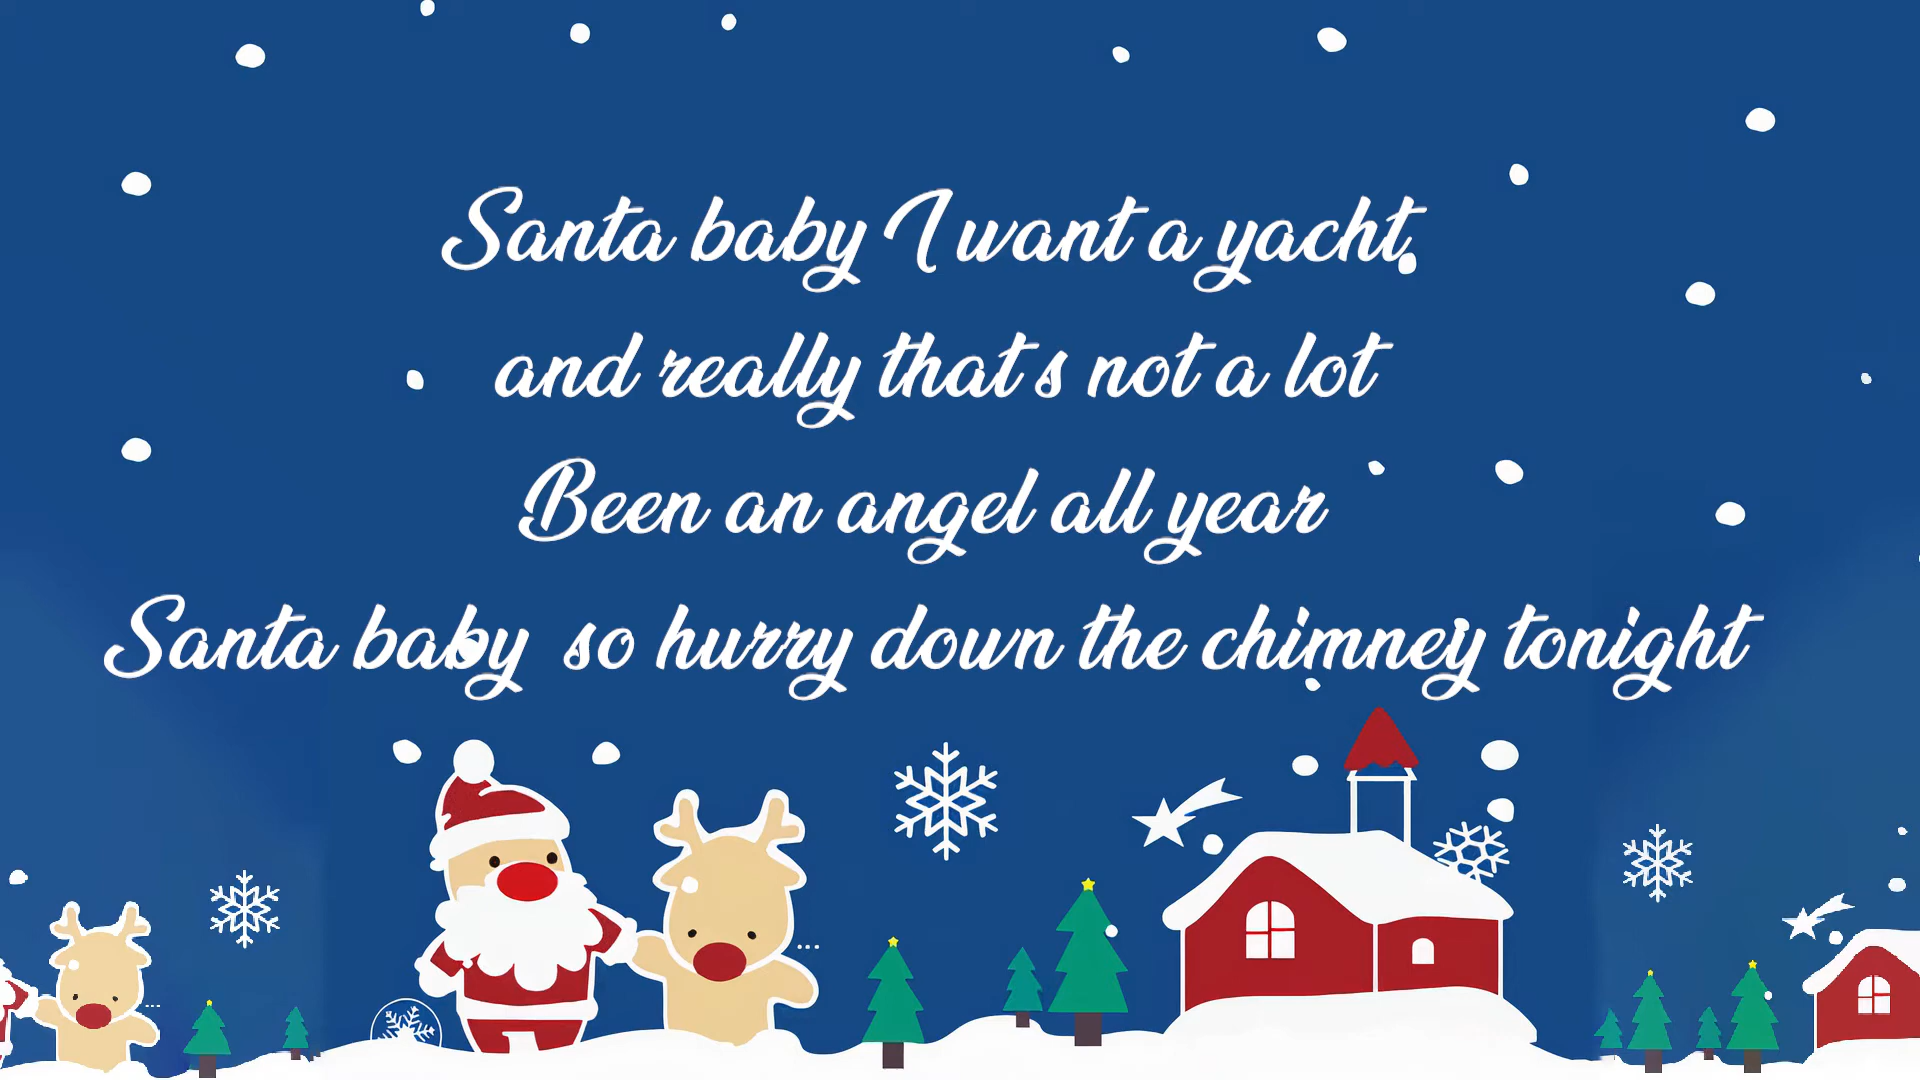 Santa baby I want a yacht
and really that's not a lot
Been an angel all year
Santa baby so hurry down the chimney tonight